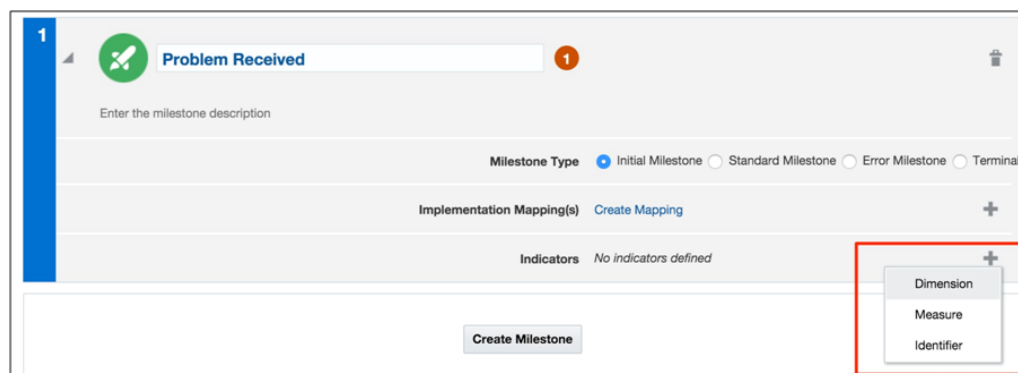 1
Problem Received 1
Enter the milestone description
Milestone Type Initial Milestone Standard Milestone Error Milestone Terminal
Implementation Mapping(s) Create Mapping
Indicators No indicators defined
Dimension
Measure
Identifier
Create Milestone